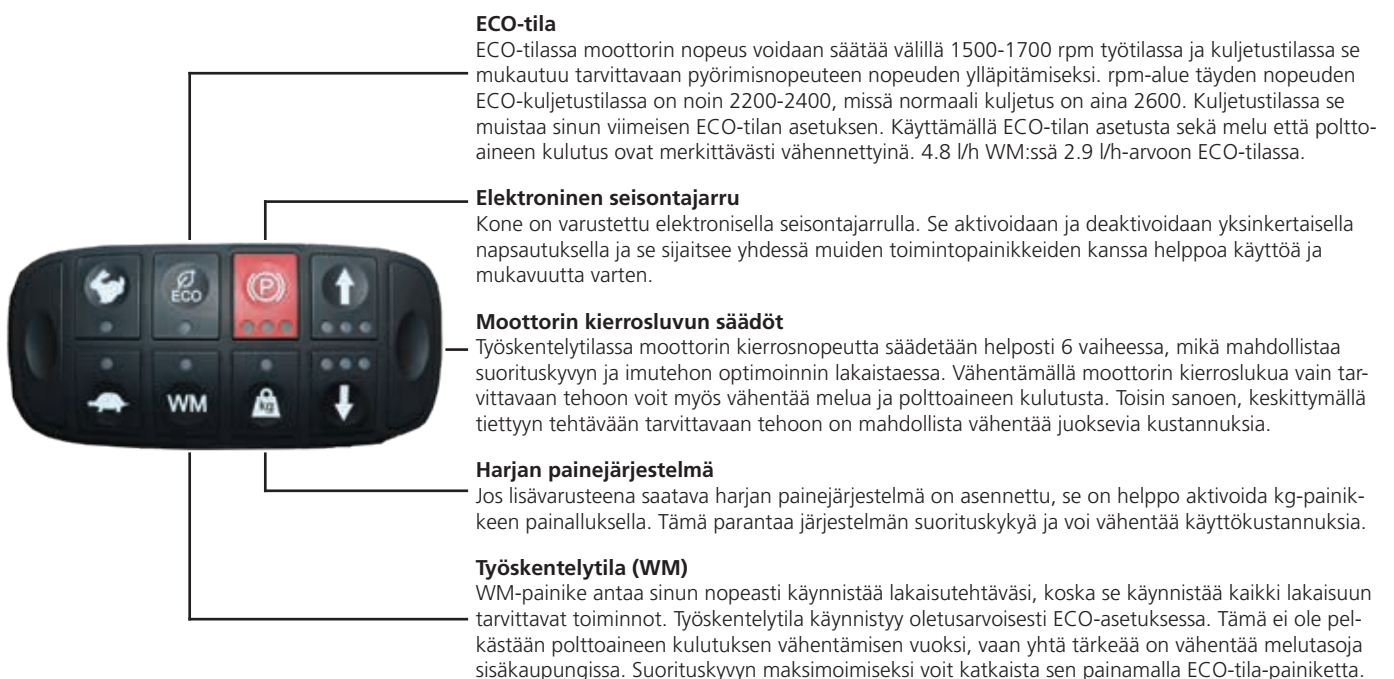 ECO-tila
ECO-tilassa moottorin nopeus voidaan säätää välillä 1500-1700 rpm työtilassa ja kuljetustilassa se
mukautuu tarvittavaan pyörimisnopeuteen nopeuden ylläpitämiseksi. rpm-alue täyden nopeuden
ECO-kuljetustilassa on noin 2200-2400, missä normaali kuljetus on aina 2600. Kuljetustilassa se
muistaa sinun viimeisen ECO-tilan asetuksen. Käyttämällä ECO-tilan asetusta sekä melu että poltto-
aineen kulutus ovat merkittävästi vähennettyinä. 4.8 l/h WM:ssä 2.9 l/h-arvoon ECO-tilassa.
Elektroninen seisontajarru
Kone on varustettu elektronisella seisontajarrulla. Se aktivoidaan ja deaktivoidaan yksinkertaisella
napsautuksella ja se sijaitsee yhdessä muiden toimintopainikkeiden kanssa helppoa käyttöä ja
mukavuutta varten.
Moottorin kierrosluvun säädöt
Työskentelytilassa moottorin kierrosnopeutta säädetään helposti 6 vaiheessa, mikä mahdollistaa
suorituskyvyn ja imutehon optimoinnin lakaistaessa. Vähentämällä moottorin kierroslukua vain tar-
vittavaan tehoon voit myös vähentää melua ja polttoaineen kulutusta. Toisin sanoen, keskittymällä
tiettyyn tehtävään tarvittavaan tehoon on mahdollista vähentää juoksevia kustannuksia.
Harjan painejärjestelmä
Jos lisävarusteena saatava harjan painejärjestelmä on asennettu, se on helppo aktivoida kg-painik-
keen painalluksella. Tämä parantaa järjestelmän suorituskykyä ja voi vähentää käyttökustannuksia.
Työskentelytila (WM)
WM-painike antaa sinun nopeasti käynnistää lakaisutehtäväsi, koska se käynnistää kaikki lakaisuun
tarvittavat toiminnot. Työskentelytila käynnistyy oletusarvoisesti ECO-asetuksessa. Tämä ei ole pel-
kästään polttoaineen kulutuksen vähentämisen vuoksi, vaan yhtä tärkeää on vähentää melutasoja
sisäkaupungissa. Suorituskyvyn maksimoimiseksi voit katkaista sen painamalla ECO-tila-painiketta.
ECO
P
WM
kg